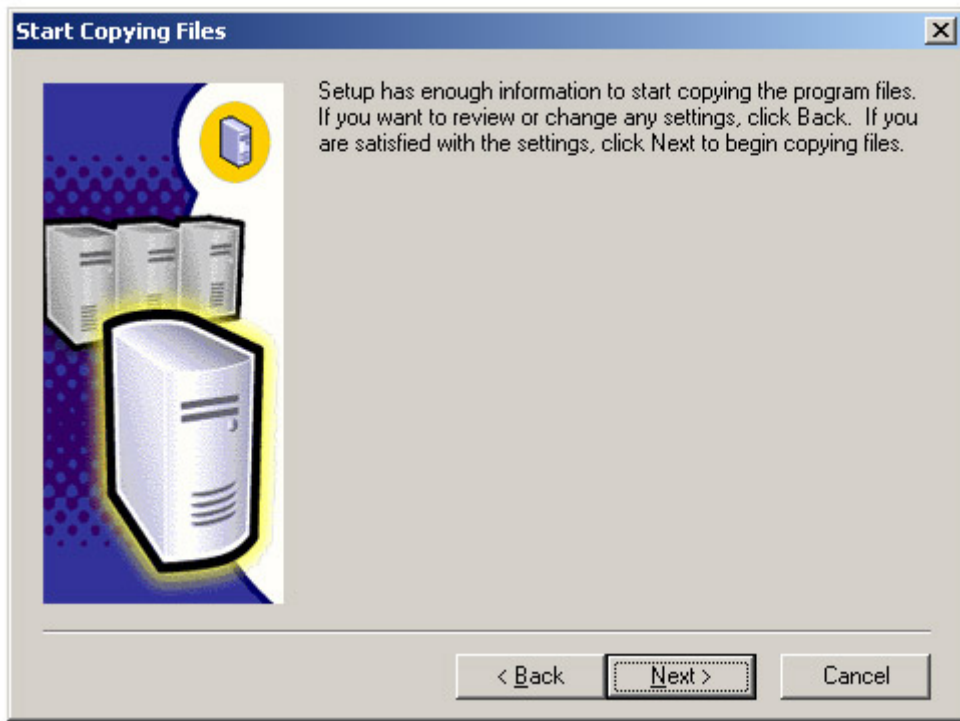 Start Copying Files
Setup has enough information to start copying the program files.
If you want to review or change any settings, click Back. If you
are satisfied with the settings, click Next to begin copying files.
< Back
Next >
Cancel